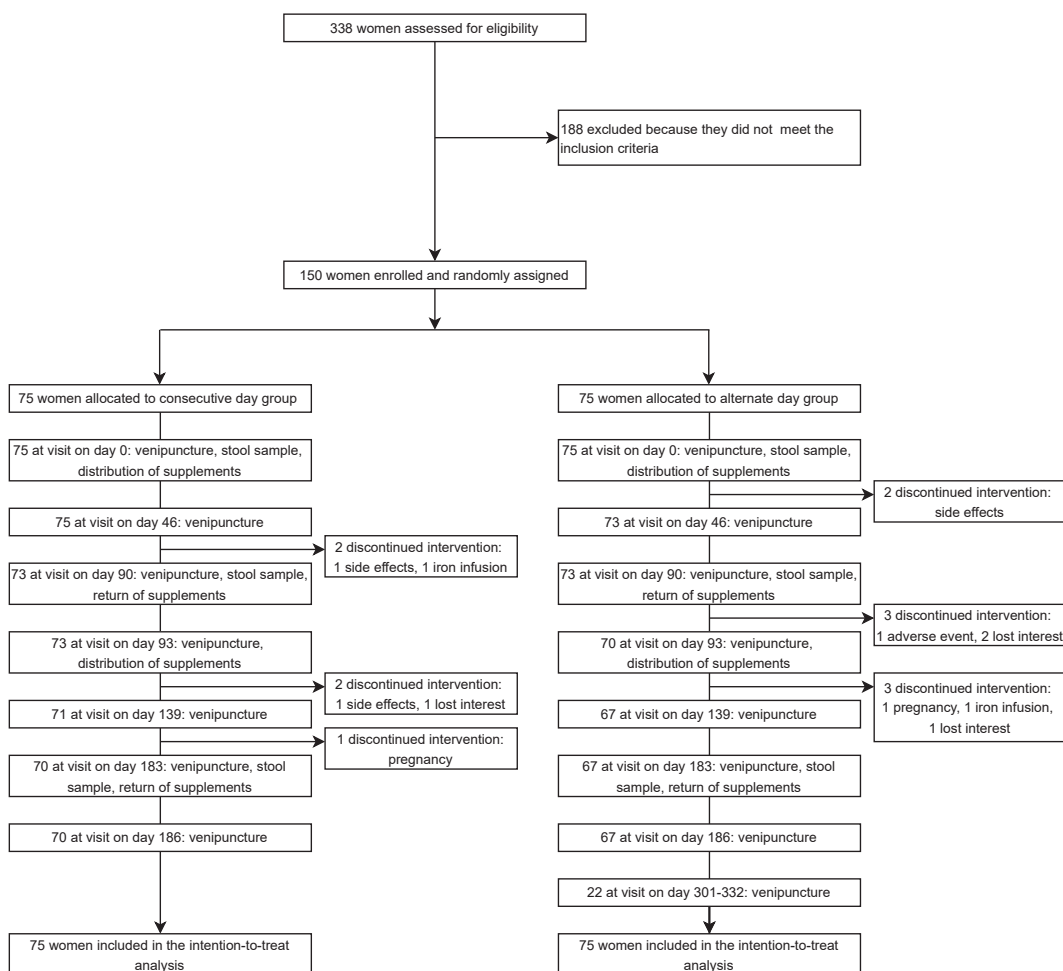 338 women assessed for eligibility
188 excluded because they did not meet the
inclusion criteria
150 women enrolled and randomly assigned
75 women allocated to consecutive day group
75 at visit on day 0: venipuncture, stool sample,
distribution of supplements
75 at visit on day 46: venipuncture
2 discontinued intervention:
1 side effects, 1 iron infusion
73 at visit on day 90: venipuncture, stool sample,
return of supplements
73 at visit on day 93: venipuncture,
distribution of supplements
2 discontinued intervention:
1 side effects, 1 lost interest
71 at visit on day 139: venipuncture
1 discontinued intervention:
pregnancy
70 at visit on day 183: venipuncture, stool
sample, return of supplements
70 at visit on day 186: venipuncture
75 women included in the intention-to-treat
analysis
75 women allocated to alternate day group
75 at visit on day 0: venipuncture, stool sample,
distribution of supplements
2 discontinued intervention:
side effects
73 at visit on day 46: venipuncture
73 at visit on day 90: venipuncture, stool sample,
return of supplements
3 discontinued intervention:
1 adverse event, 2 lost interest
70 at visit on day 93: venipuncture,
distribution of supplements
3 discontinued intervention:
1 pregnancy, 1 iron infusion,
1 lost interest
67 at visit on day 139: venipuncture
67 at visit on day 183: venipuncture, stool
sample, return of supplements
67 at visit on day 186: venipuncture
22 at visit on day 301-332: venipuncture
75 women included in the intention-to-treat
analysis